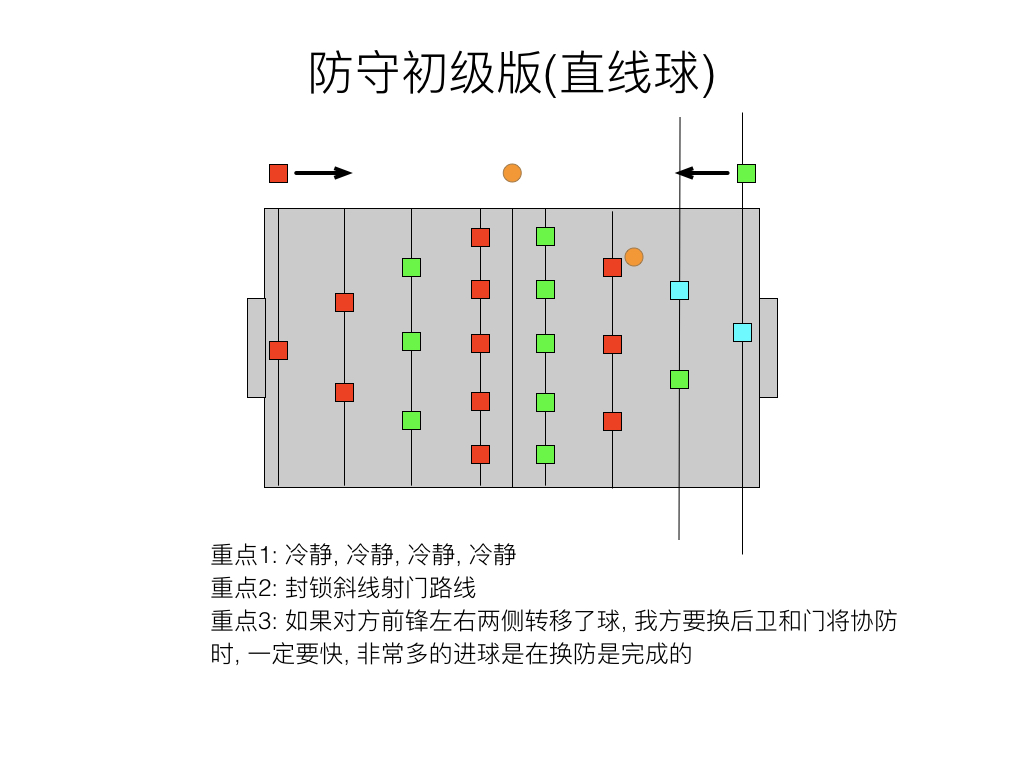 防守初级版(直线球)
重点1: 冷静, 冷静, 冷静, 冷静
重点2: 封锁斜线射门路线
重点3: 如果对方前锋左右两侧转移了球, 我方要换后卫和门将协防
时, 一定要快, 非常多的进球是在换防是完成的